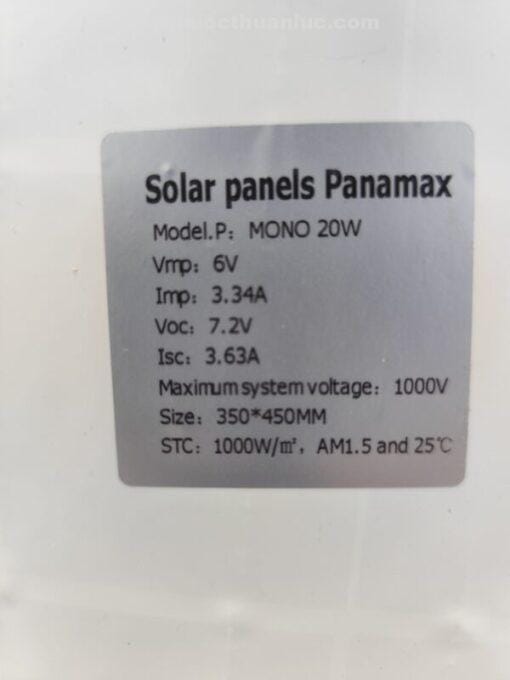 Solar panels Panamax
Model.P: MONO 20W
Vmp: 6V
Imp: 3.34A
Voc: 7.2V
Isc: 3.63A
Maximum system voltage: 1000V
Size: 350*450MM
STC: 1000W/㎡, AM1.5 and 25℃